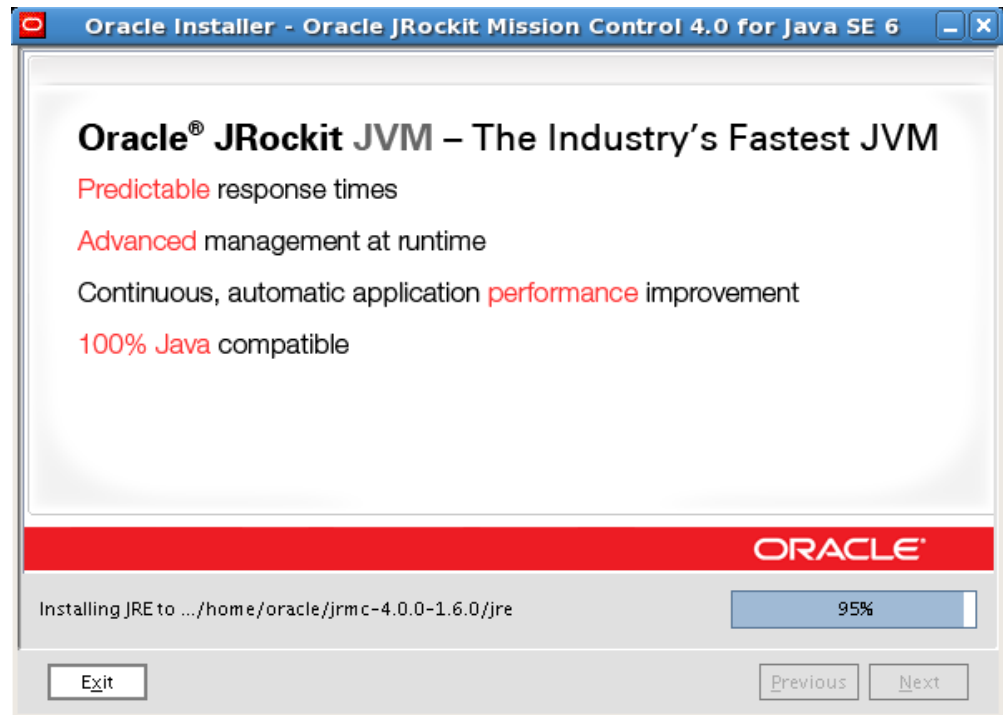 Oracle Installer - Oracle JRockit Mission Control 4.0 for Java SE 6
Oracle® JRockit JVM – The Industry's Fastest JVM
Predictable response times
Advanced management at runtime
Continuous, automatic application performance improvement
100% Java compatible
ORACLE®
Installing JRE to .../home/oracle/jrmc-4.0.0-1.6.0/jre
95%
Exit
Previous
Next